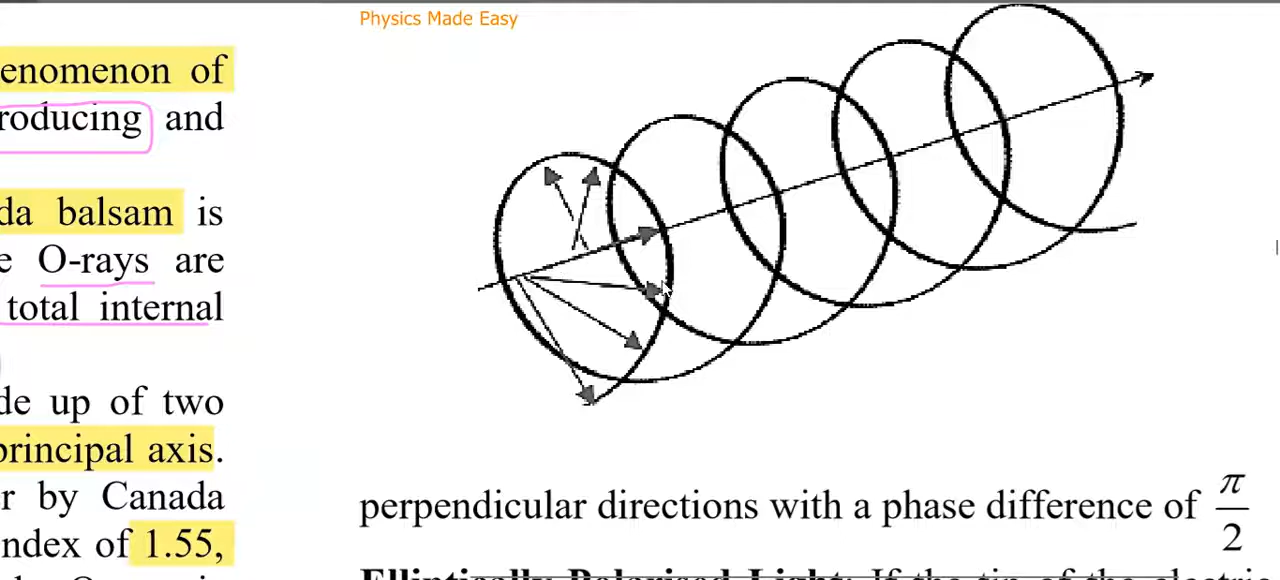 Physics Made Easy
enomenon of
roducing and
da balsam is
e O-rays are
total internal
de up of two
principal axis.
r by Canada
ndex of 1.55,
perpendicular directions with a phase difference of π/2